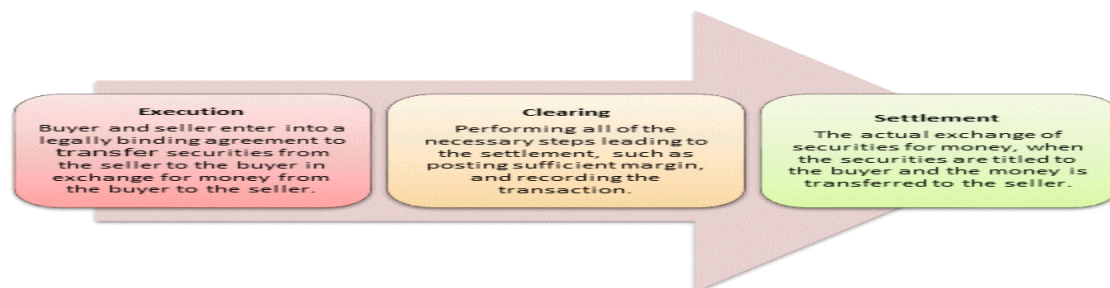 Execution
Buyer and seller enter into a
legally binding agreement to
transfer securities from
the seller to the buyer in
exchange for money from
the buyer to the seller.
Clearing
Performing all of the
necessary steps leading to
the settlement, such as
posting sufficient margin,
and recording the
transaction.
Settlement
The actual exchange of
securities for money, when
the securities are titled to
the buyer and the money is
transferred to the seller.